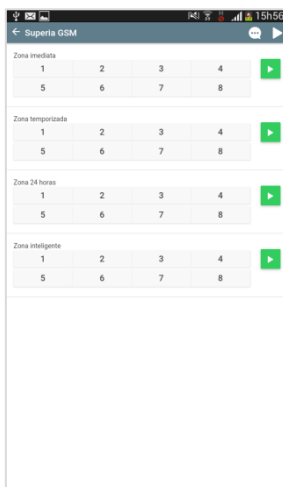 15h56
Superia GSM
Zona imediata
1 2 3 4
5 6 7 8
Zona temporizada
1 2 3 4
5 6 7 8
Zona 24 horas
1 2 3 4
5 6 7 8
Zona inteligente
1 2 3 4
5 6 7 8